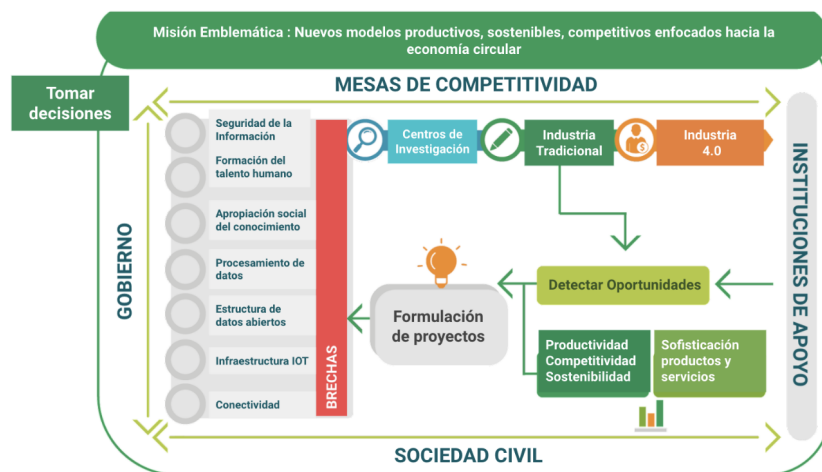 Misión Emblemática : Nuevos modelos productivos, sostenibles, competitivos enfocados hacia la
economía circular
Tomar
decisiones
MESAS DE COMPETITIVIDAD
GOBIERNO
Seguridad de la
Información
Formación del
talento humano
Apropiación social
del conocimiento
Procesamiento de
datos
Estructura de
datos abiertos
Infraestructura IOT
Conectividad
BRECHAS
Centros de
Investigación
Industria
Tradicional
Industria
4.0
Formulación
de proyectos
Detectar Oportunidades
Productividad
Competitividad
Sostenibilidad
Sofisticación
productos y
servicios
INSTITUCIONES DE APOYO
SOCIEDAD CIVIL